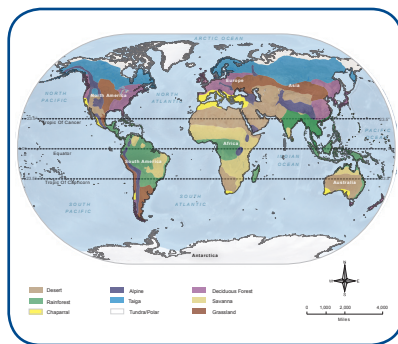 ARCTIC OCEAN
Europe
Asia
North America
NORTH
PACIFIC
NORTH
ATLANTIC
Tropic Of Cancer
PACIFIC
OCEAN
Africa
Equator
INDIAN
OCEAN
South America
Tropic Of Capricorn
Australia
SOUTH
PACIFIC
SOUTH
ATLANTIC
Antarctica
N
W
E
S
Desert
Alpine
Deciduous Forest
Rainforest
Taiga
Savanna
Chaparral
Tundra/Polar
Grassland
0
1,000
2,000
4,000
Miles